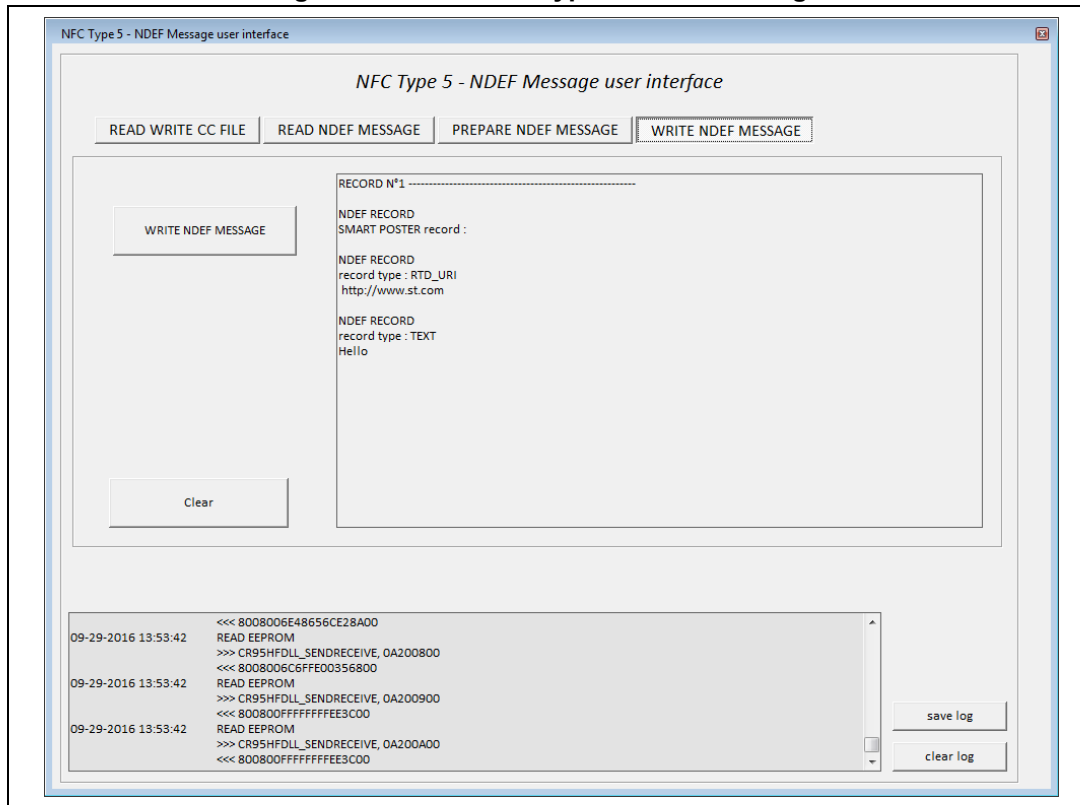 NFC Type 5 - NDEF Message user interface
NFC Type 5 - NDEF Message user interface
READ WRITE CC FILE READ NDEF MESSAGE PREPARE NDEF MESSAGE WRITE NDEF MESSAGE
WRITE NDEF MESSAGE
RECORD N°1 --------------------------------------------------------
NDEF RECORD
SMART POSTER record :
NDEF RECORD
record type : RTD_URI
http://www.st.com
NDEF RECORD
record type : TEXT
Hello
Clear
<<< 8008006E48656CE28A00
09-29-2016 13:53:42 READ EEPROM
>>> CR95HFDLL_SENDRECEIVE, 0A200800
<<< 8008006C6FFE00356800
09-29-2016 13:53:42 READ EEPROM
>>> CR95HFDLL_SENDRECEIVE, 0A200900
<<< 800800FFFFFFFFEE3C00
09-29-2016 13:53:42 READ EEPROM
>>> CR95HFDLL_SENDRECEIVE, 0A200A00
<<< 800800FFFFFFFFEE3C00
save log
clear log